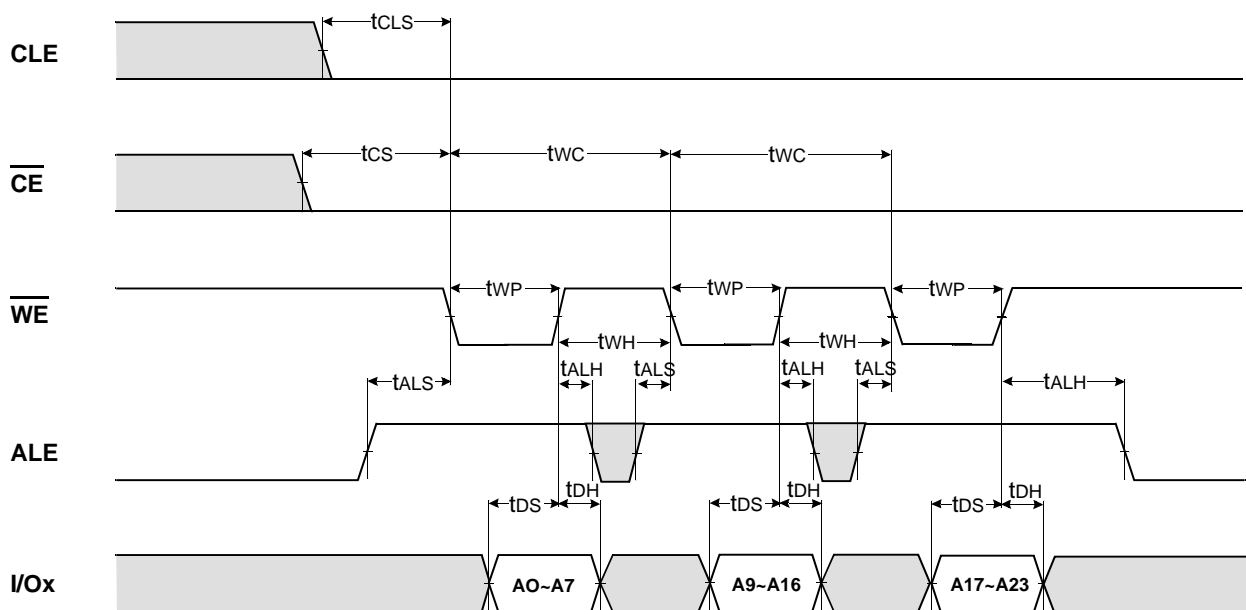 CLE
tCLS
CE
tCS
tWC
tWC
WE
tWP
tWP
tWP
tWH
tWH
tALS
tALH
tALS
tALH
tALS
tALH
ALE
tDS
tDH
tDS
tDH
tDS
tDH
I/Ox
AO~A7
A9~A16
A17~A23